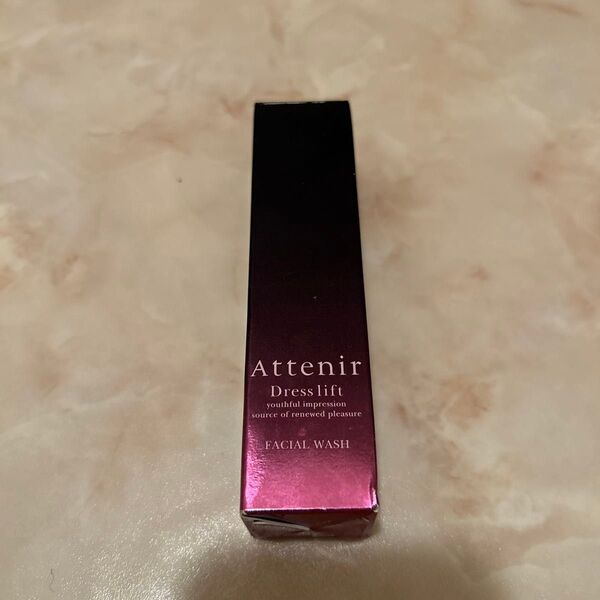 Attenir
Dress lift
youthful impression
source of renewed pleasure
FACIAL WASH